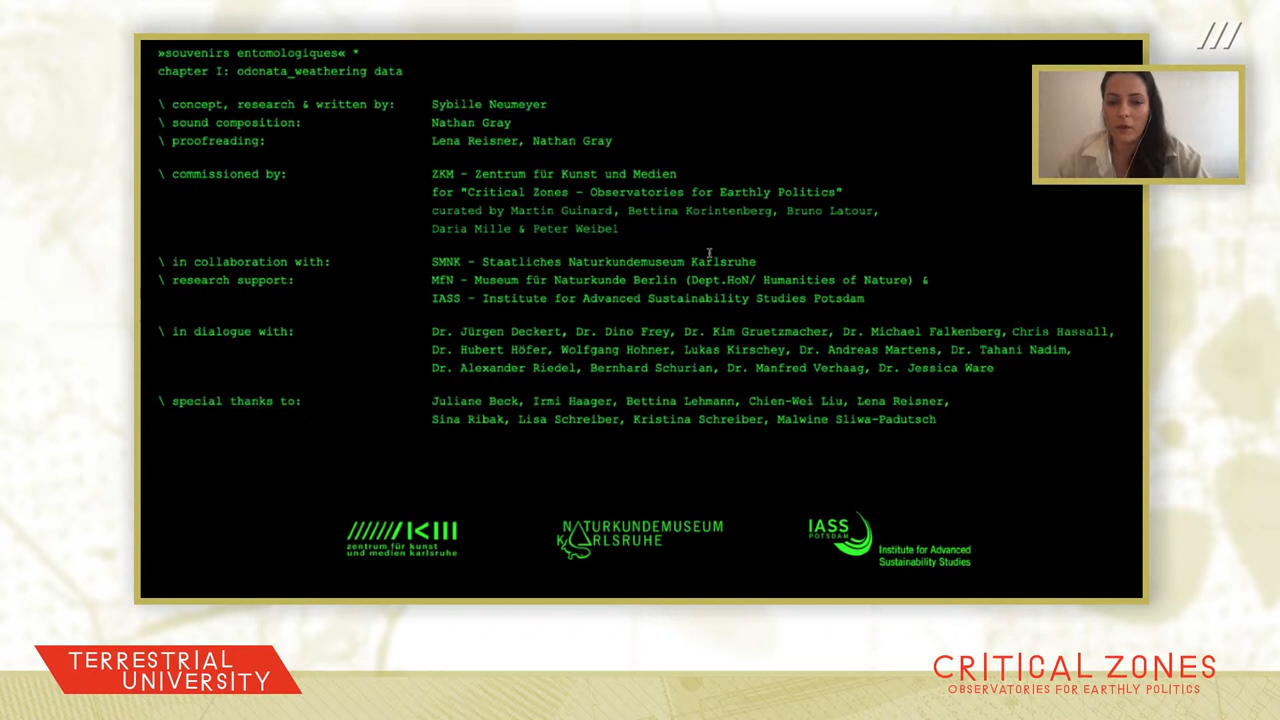 »souvenirs entomologiques« *
chapter I: odonata_weathering data
\ concept, research & written by: Sybille Neumeyer
\ sound composition: Nathan Gray
\ proofreading: Lena Reisner, Nathan Gray
\ commissioned by: ZKM – Zentrum für Kunst und Medien
for "Critical Zones – Observatories for Earthly Politics"
curated by Martin Guinard, Bettina Korintenberg, Bruno Latour,
Daria Mille & Peter Weibel
\ in collaboration with: SMNK – Staatliches Naturkundemuseum Karlsruhe
\ research support: MfN – Museum für Naturkunde Berlin (Dept.HoN/ Humanities of Nature) &
IASS – Institute for Advanced Sustainability Studies Potsdam
\ in dialogue with: Dr. Jürgen Deckert, Dr. Dino Frey, Dr. Kim Gruetzmacher, Dr. Michael Falkenberg, Chris Hassall,
Dr. Hubert Höfer, Wolfgang Hohner, Lukas Kirschey, Dr. Andreas Martens, Dr. Tahani Nadim,
Dr. Alexander Riedel, Bernhard Schurian, Dr. Manfred Verhaag, Dr. Jessica Ware
\ special thanks to: Juliane Beck, Irmi Haager, Bettina Lehmann, Chien-Wei Liu, Lena Reisner,
Sina Ribak, Lisa Schreiber, Kristina Schreiber, Malwine Sliwa-Padutsch
zentrum für kunst
und medien karlsruhe
NATURKUNDEMUSEUM
KARLSRUHE
IASS
POTSDAM
Institute for Advanced
Sustainability Studies
TERRESTRIAL
UNIVERSITY
CRITICAL ZONES
OBSERVATORIES FOR EARTHLY POLITICS